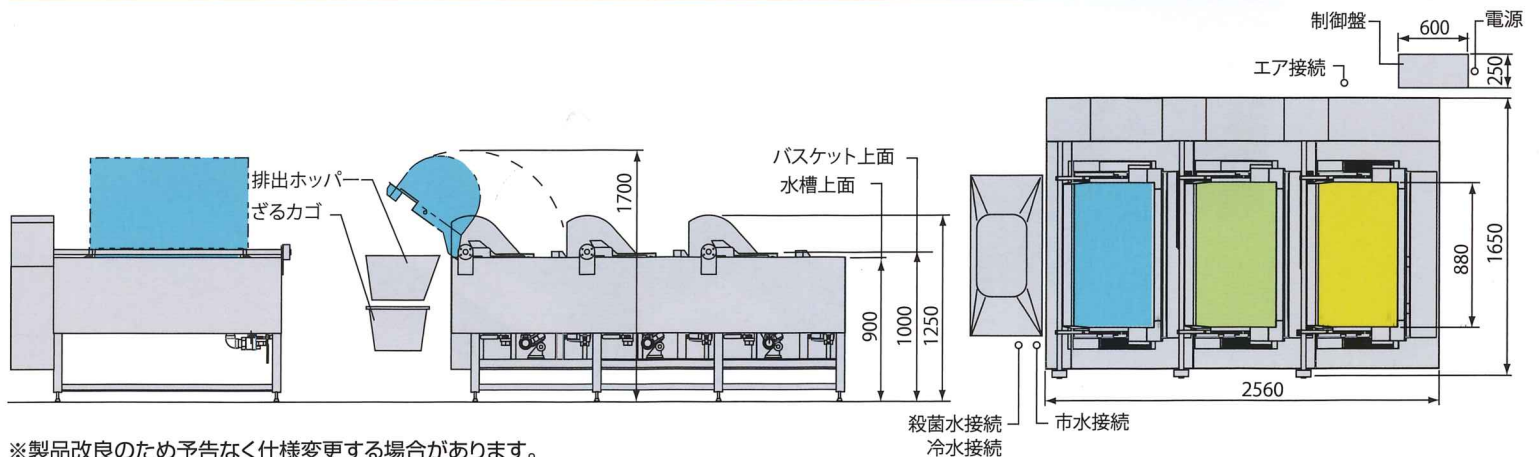 制御盤
600
電源
エア接続
250
排出ホッパー
ざるカゴ
1700
バスケット上面
水槽上面
900
1000
1250
880
1650
2560
殺菌水接続
冷水接続
市水接続
※製品改良のため予告なく仕様変更する場合があります。